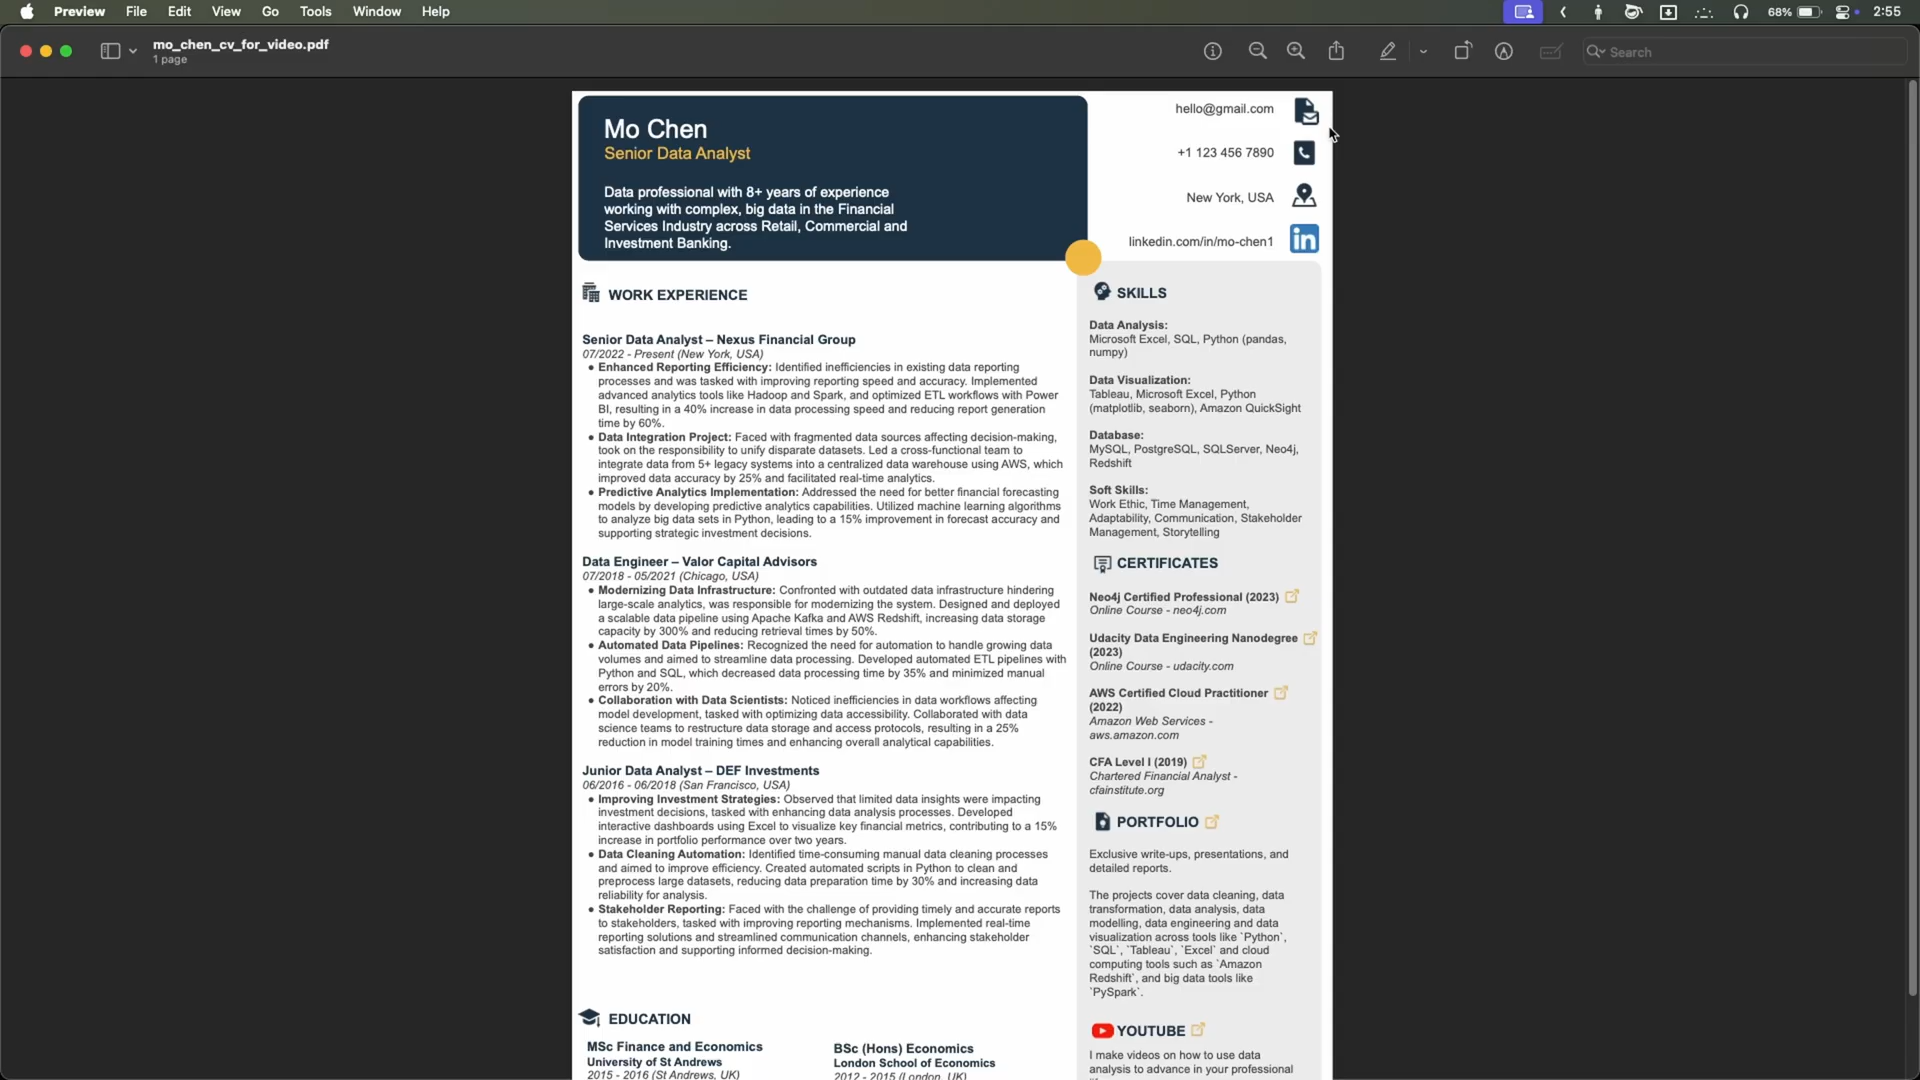 Preview File Edit View Go Tools Window Help
68% 2:55
mo_chen_cv_for_video.pdf
1 page
Search
Mo Chen
Senior Data Analyst
Data professional with 8+ years of experience
working with complex, big data in the Financial
Services Industry across Retail, Commercial and
Investment Banking.
hello@gmail.com
+1 123 456 7890
New York, USA
linkedin.com/in/mo-chen1
in
WORK EXPERIENCE
Senior Data Analyst – Nexus Financial Group
07/2022 - Present (New York, USA)
• Enhanced Reporting Efficiency: Identified inefficiencies in existing data reporting
processes and was tasked with improving reporting speed and accuracy. Implemented
advanced analytics tools like Hadoop and Spark, and optimized ETL workflows with Power
BI, resulting in a 40% increase in data processing speed and reducing report generation
time by 60%.
• Data Integration Project: Faced with fragmented data sources affecting decision-making,
took on the responsibility to unify disparate datasets. Led a cross-functional team to
integrate data from 5+ legacy systems into a centralized data warehouse using AWS, which
improved data accuracy by 25% and facilitated real-time analytics.
• Predictive Analytics Implementation: Addressed the need for better financial forecasting
models by developing predictive analytics capabilities. Utilized machine learning algorithms
to analyze big data sets in Python, leading to a 15% improvement in forecast accuracy and
supporting strategic investment decisions.
Data Engineer – Valor Capital Advisors
07/2018 - 05/2021 (Chicago, USA)
• Modernizing Data Infrastructure: Confronted with outdated data infrastructure hindering
large-scale analytics, was responsible for modernizing the system. Designed and deployed
a scalable data pipeline using Apache Kafka and AWS Redshift, increasing data storage
capacity by 300% and reducing retrieval times by 50%.
• Automated Data Pipelines: Recognized the need for automation to handle growing data
volumes and aimed to streamline data processing. Developed automated ETL pipelines with
Python and SQL, which decreased data processing time by 35% and minimized manual
errors by 20%.
• Collaboration with Data Scientists: Noticed inefficiencies in data workflows affecting
model development, tasked with optimizing data accessibility. Collaborated with data
science teams to restructure data storage and access protocols, resulting in a 25%
reduction in model training times and enhancing overall analytical capabilities.
Junior Data Analyst – DEF Investments
06/2016 - 06/2018 (San Francisco, USA)
• Improving Investment Strategies: Observed that limited data insights were impacting
investment decisions, tasked with enhancing data analysis processes. Developed
interactive dashboards using Excel to visualize key financial metrics, contributing to a 15%
increase in portfolio performance over two years.
• Data Cleaning Automation: Identified time-consuming manual data cleaning processes
and aimed to improve efficiency. Created automated scripts in Python to clean and
preprocess large datasets, reducing data preparation time by 30% and increasing data
reliability for analysis.
• Stakeholder Reporting: Faced with the challenge of providing timely and accurate reports
to stakeholders, tasked with improving reporting mechanisms. Implemented real-time
reporting solutions and streamlined communication channels, enhancing stakeholder
satisfaction and supporting informed decision-making.
EDUCATION
MSc Finance and Economics
University of St Andrews
2015 - 2016 (St Andrews, UK)
BSc (Hons) Economics
London School of Economics
2012 - 2015 (London, UK)
SKILLS
Data Analysis:
Microsoft Excel, SQL, Python (pandas,
numpy)
Data Visualization:
Tableau, Microsoft Excel, Python
(matplotlib, seaborn), Amazon QuickSight
Database:
MySQL, PostgreSQL, SQLServer, Neo4j,
Redshift
Soft Skills:
Work Ethic, Time Management,
Adaptability, Communication, Stakeholder
Management, Storytelling
CERTIFICATES
Neo4j Certified Professional (2023)
Online Course - neo4j.com
Udacity Data Engineering Nanodegree
(2023)
Online Course - udacity.com
AWS Certified Cloud Practitioner
(2022)
Amazon Web Services -
aws.amazon.com
CFA Level I (2019)
Chartered Financial Analyst -
cfainstitute.org
PORTFOLIO
Exclusive write-ups, presentations, and
detailed reports.
The projects cover data cleaning, data
transformation, data analysis, data
modelling, data engineering and data
visualization across tools like `Python`,
`SQL`, `Tableau`, `Excel` and cloud
computing tools such as `Amazon
Redshift`, and big data tools like
`PySpark`.
YOUTUBE
I make videos on how to use data
analysis to advance in your professional